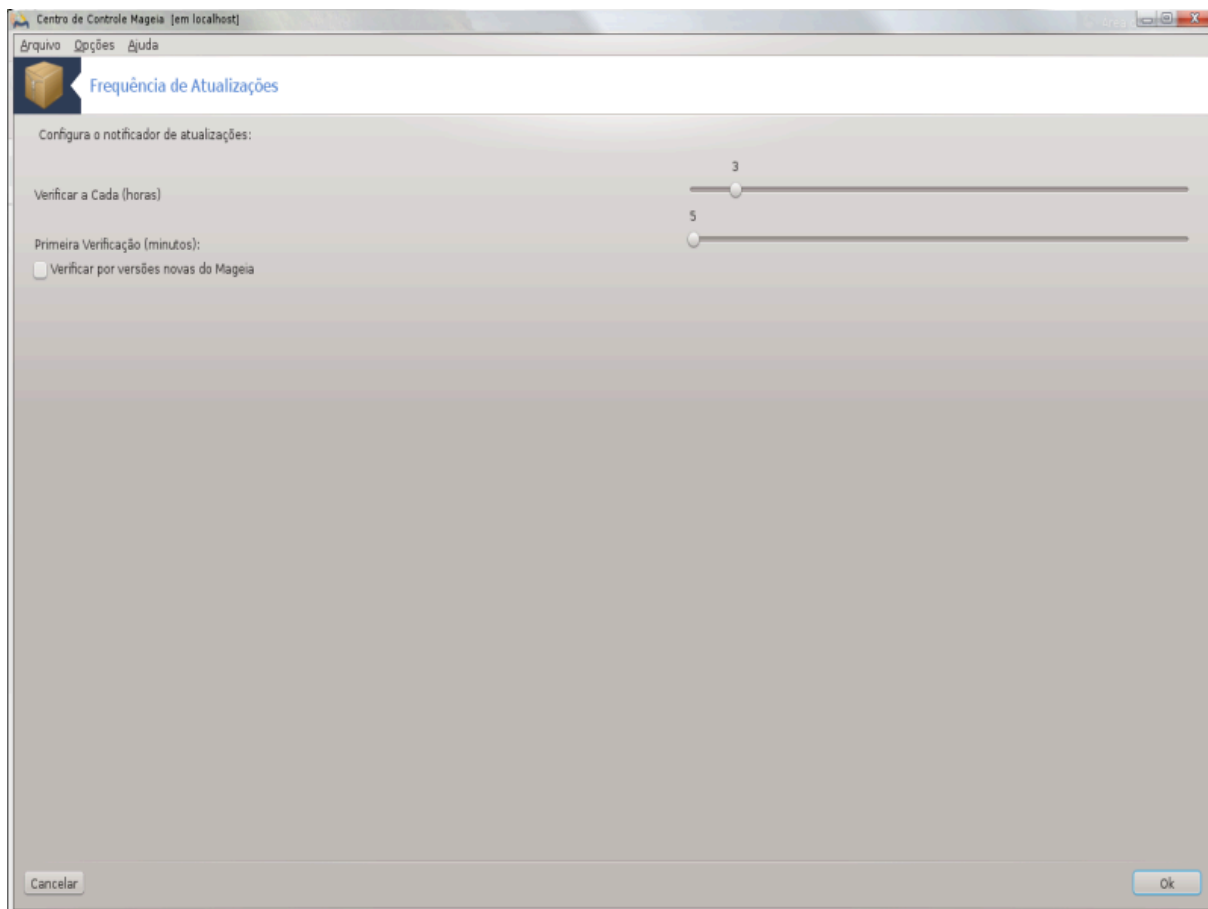 Centro de Controle Mageia [em localhost]
Arquivo Opções Ajuda
Frequência de Atualizações
Configura o notificador de atualizações:
3
Verificar a Cada (horas)
5
Primeira Verificação (minutos):
Verificar por versões novas do Mageia
Cancelar Ok